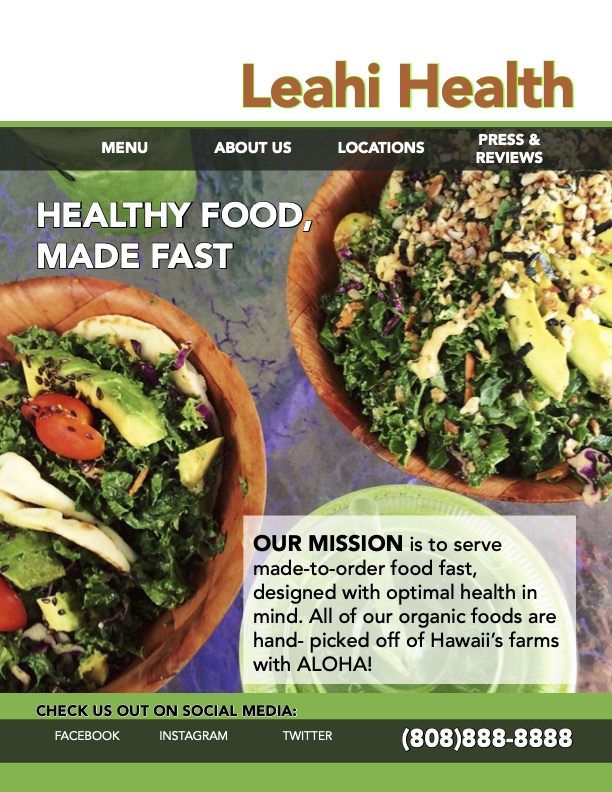 Leahi Health
MENU
ABOUT US
LOCATIONS
PRESS &
REVIEWS
HEALTHY FOOD,
MADE FAST
OUR MISSION is to serve
made-to-order food fast,
designed with optimal health in
mind. All of our organic foods are
hand- picked off of Hawaii’s farms
with ALOHA!
CHECK US OUT ON SOCIAL MEDIA:
FACEBOOK
INSTAGRAM
TWITTER
(808)888-8888